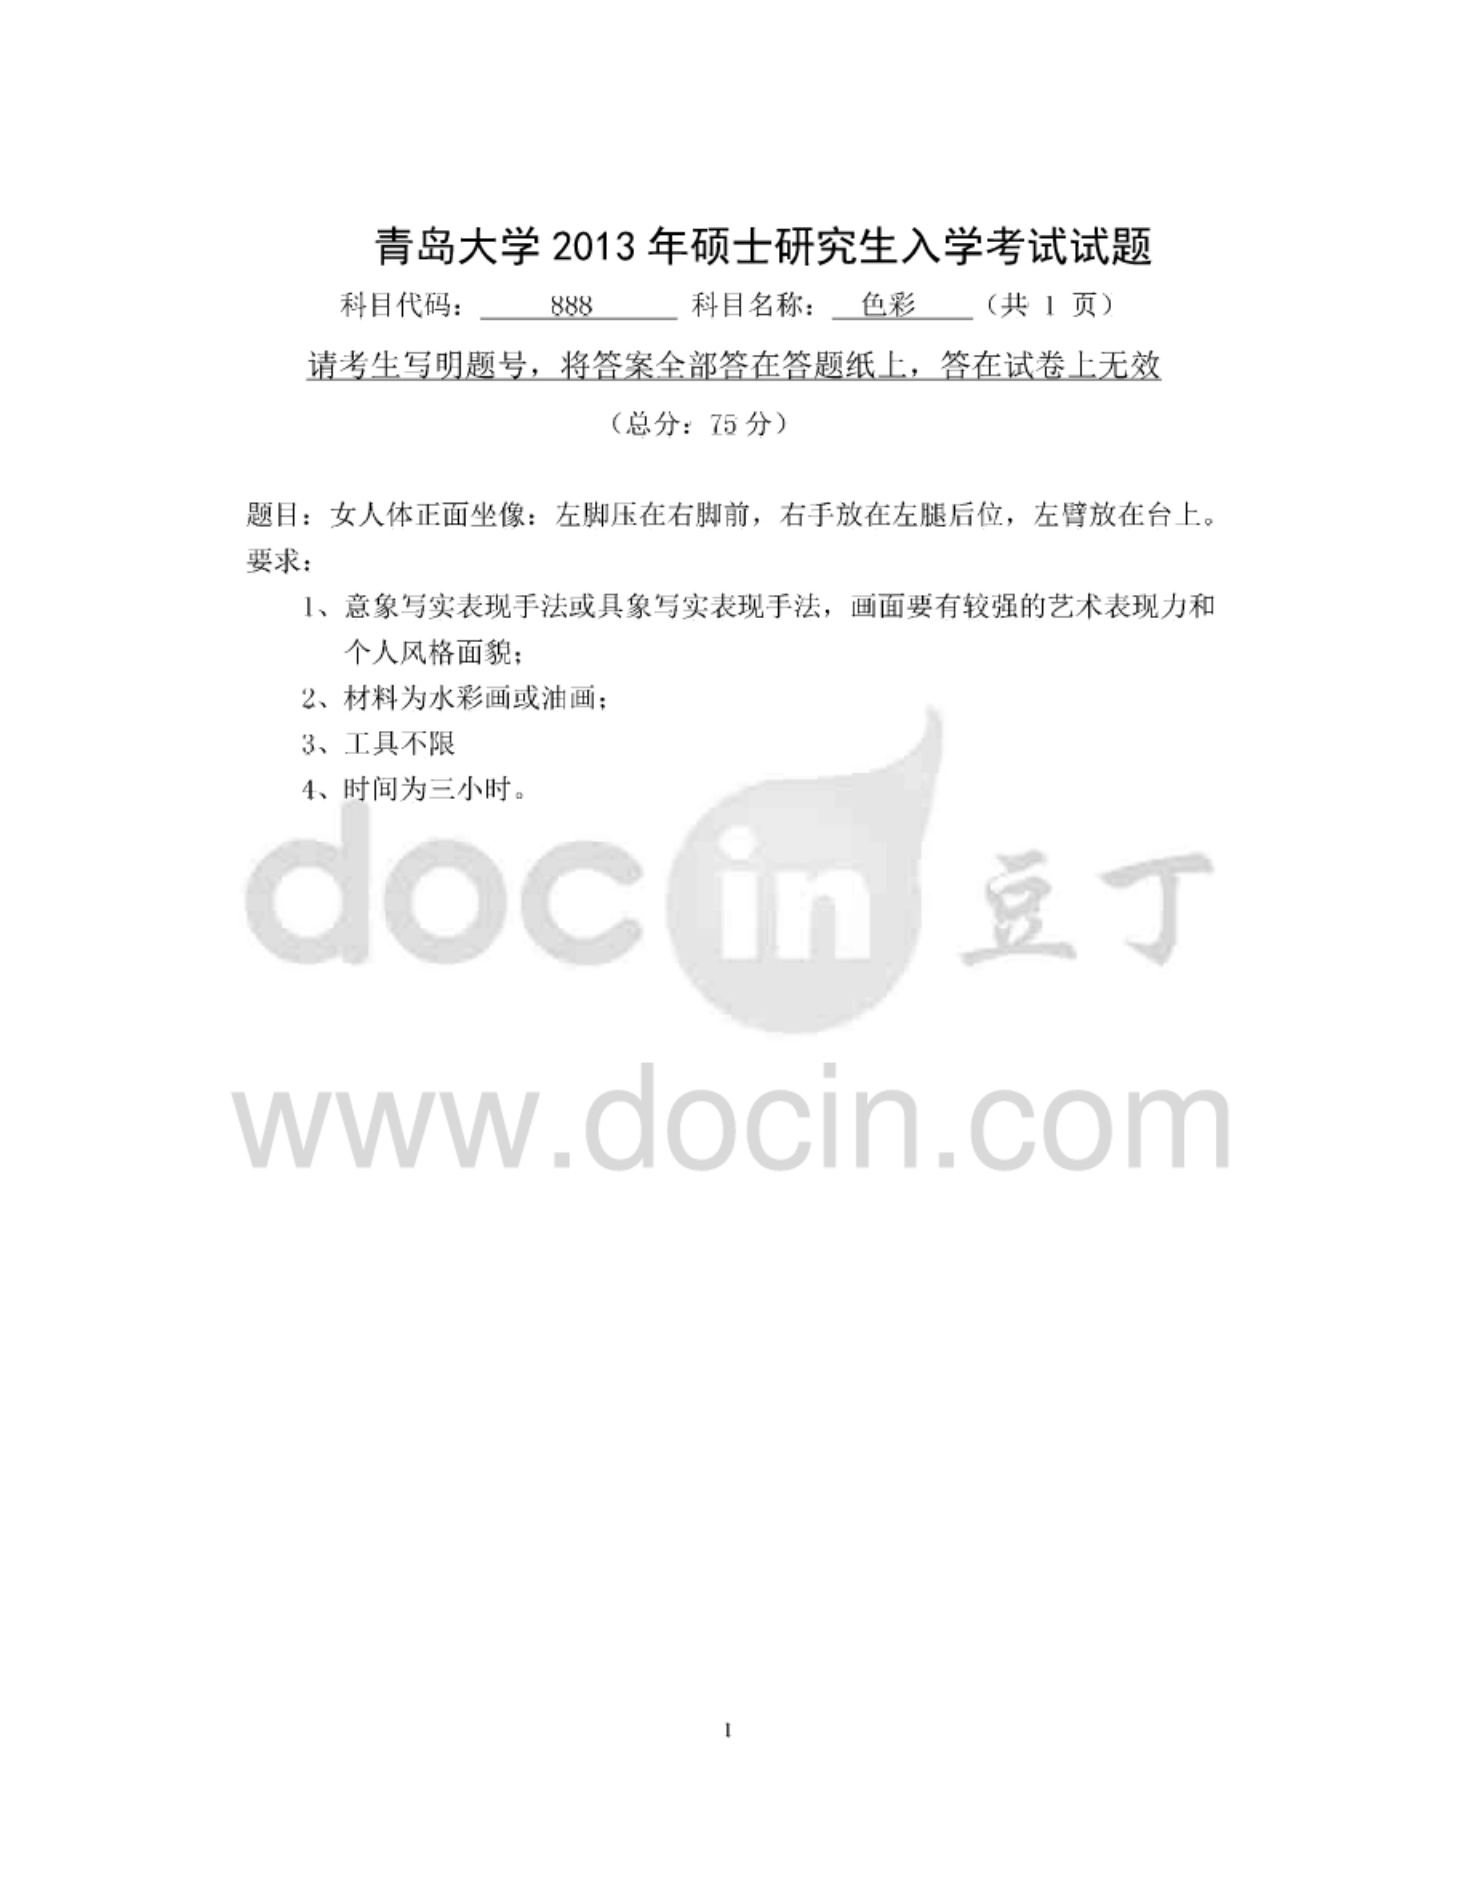 青岛大学 2013 年硕士研究生入学考试试题
科目代码： 888 科目名称： 色彩 （共 1 页）
请考生写明题号，将答案全部答在答题纸上，答在试卷上无效
（总分：75 分）
题目：女人体正面坐像：左脚压在右脚前，右手放在左腿后位，左臂放在台上。
要求：
1、意象写实表现手法或具象写实表现手法，画面要有较强的艺术表现力和
个人风格面貌；
2、材料为水彩画或油画；
3、工具不限
4、时间为三小时。
docin 豆丁
www.docin.com
1